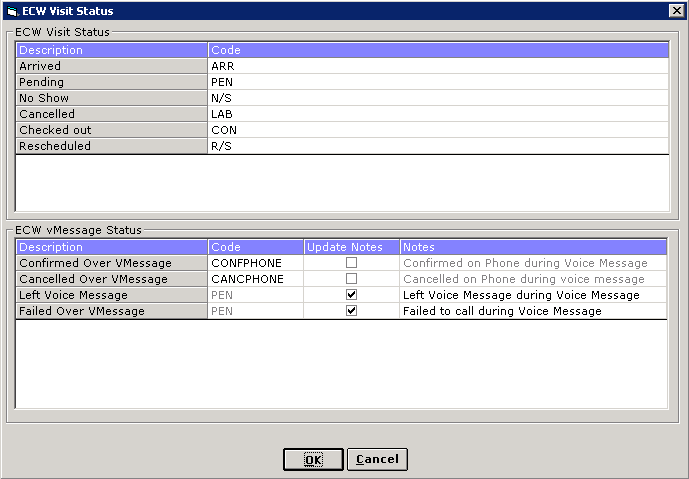 ECW Visit Status
ECW Visit Status
Description Code
Arrived ARR
Pending PEN
No Show N/S
Cancelled LAB
Checked out CON
Rescheduled R/S
ECW vMessage Status
Description Code Update Notes Notes
Confirmed Over VMessage CONFPHONE Confirmed on Phone during Voice Message
Cancelled Over VMessage CANCPHONE Cancelled on Phone during voice message
Left Voice Message PEN Left Voice Message during Voice Message
Failed Over VMessage PEN Failed to call during Voice Message
OK Cancel